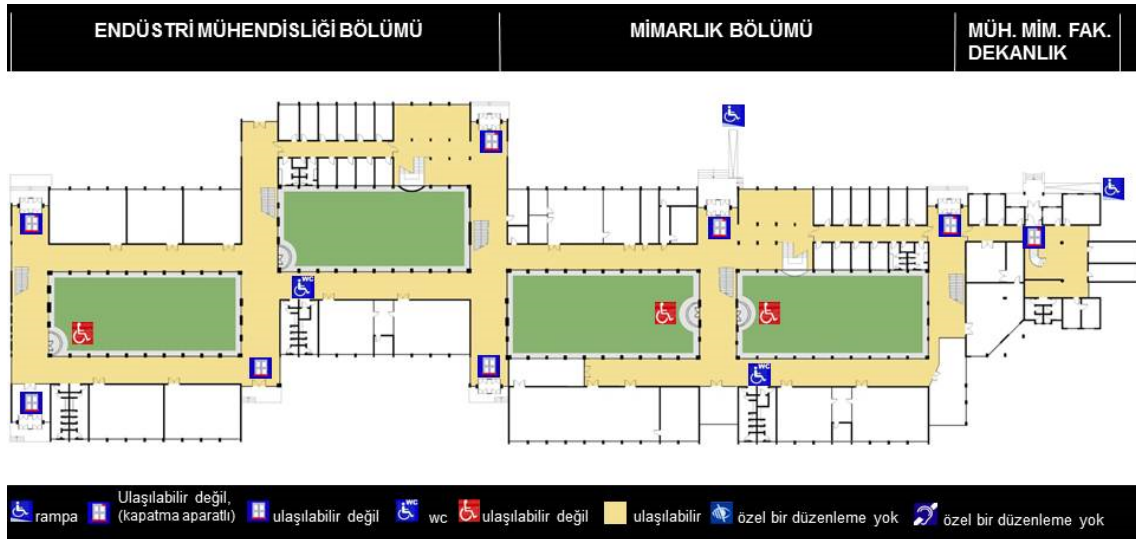 ENDÜSTRİ MÜHENDİSLİĞİ BÖLÜMÜ
MİMARLIK BÖLÜMÜ
MÜH. MİM. FAK.
DEKANLIK
WC
WC
rampa
Ulaşılabilir değil,
(kapatma aparatlı)
ulaşılabilir değil
WC
wc
ulaşılabilir değil
ulaşılabilir
özel bir düzenleme yok
özel bir düzenleme yok